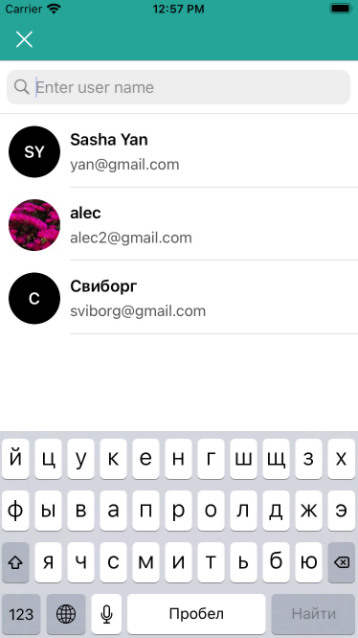 Carrier 12:57 PM
Enter user name
SY
Sasha Yan
yan@gmail.com
alec
alec2@gmail.com
С
Свиборг
sviborg@gmail.com
й ц у к е н г ш щ з х
ф ы в а п р о л д ж э
я ч с м и т ь б ю
123 Пробел Найти